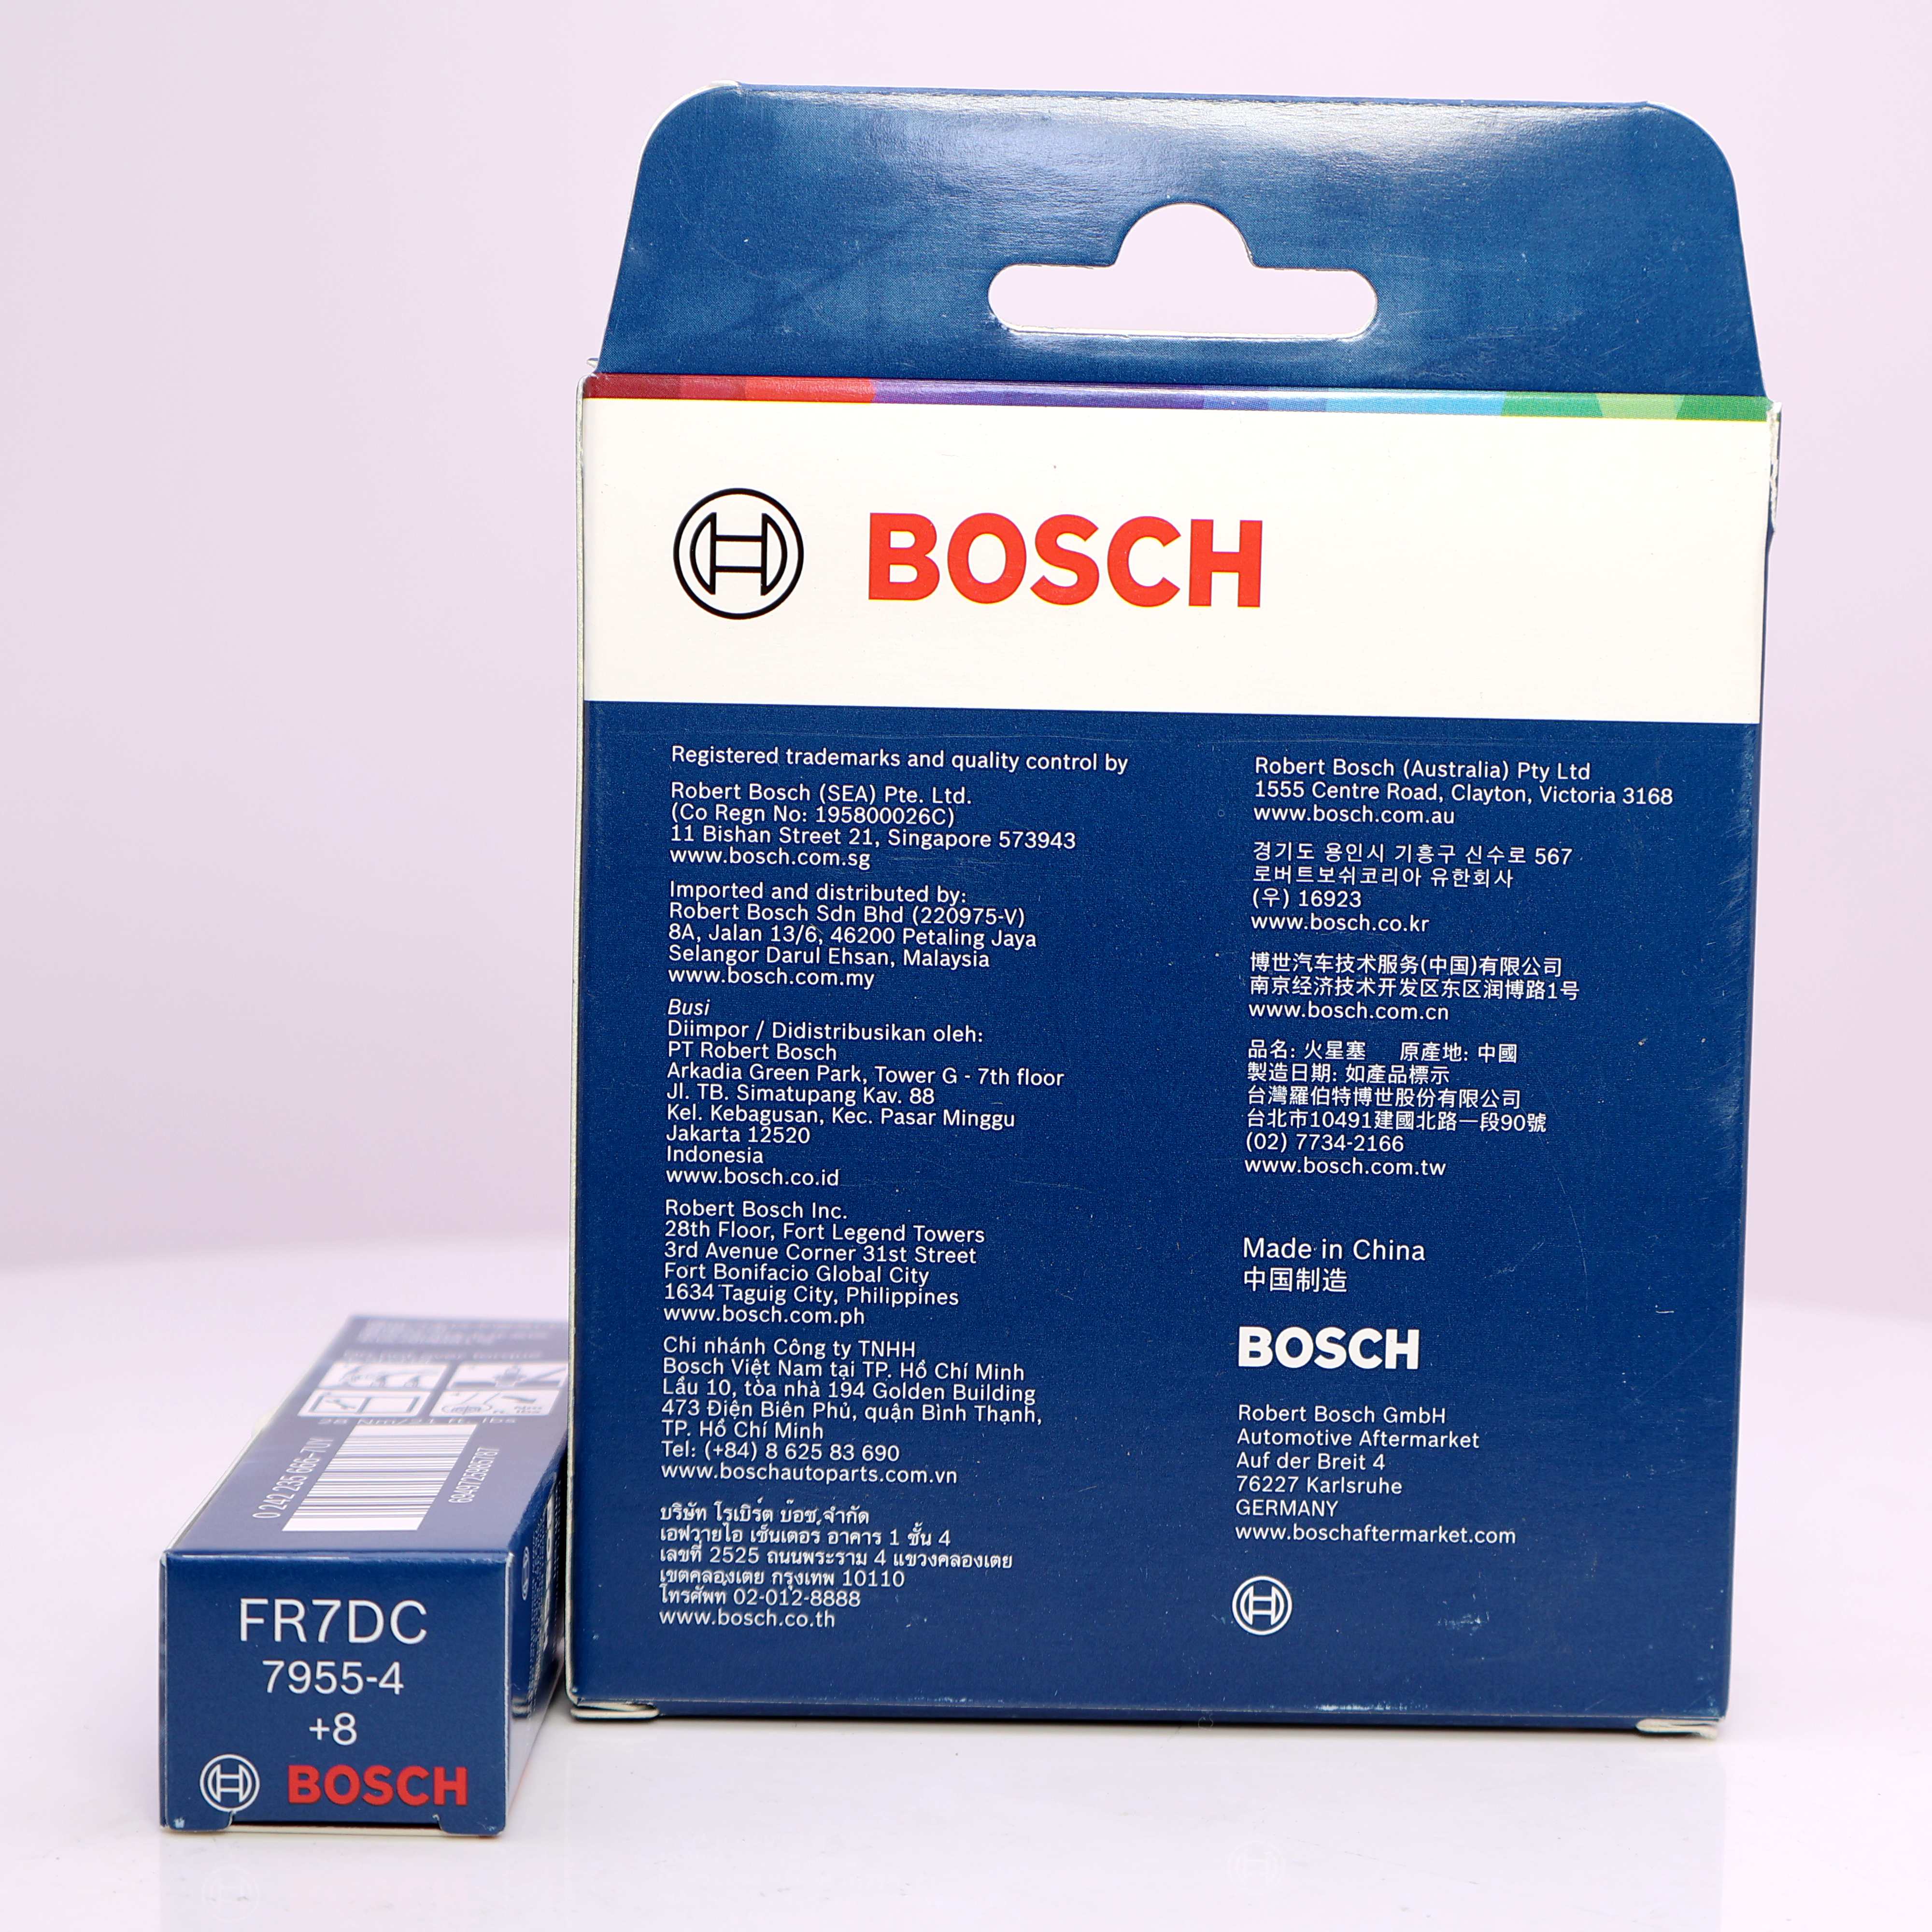 BOSCH
Registered trademarks and quality control by
Robert Bosch (SEA) Pte. Ltd.
(Co Regn No: 195800026C)
11 Bishan Street 21, Singapore 573943
www.bosch.com.sg
Imported and distributed by:
Robert Bosch Sdn Bhd (220975-V)
8A, Jalan 13/6, 46200 Petaling Jaya
Selangor Darul Ehsan, Malaysia
www.bosch.com.my
Busi
Diimpor / Didistribusikan oleh:
PT Robert Bosch
Arkadia Green Park, Tower G - 7th floor
Jl. TB. Simatupang Kav. 88
Kel. Kebagusan, Kec. Pasar Minggu
Jakarta 12520
Indonesia
www.bosch.co.id
Robert Bosch Inc.
28th Floor, Fort Legend Towers
3rd Avenue Corner 31st Street
Fort Bonifacio Global City
1634 Taguig City, Philippines
www.bosch.com.ph
Chi nhánh Công ty TNHH
Bosch Việt Nam tại TP. Hồ Chí Minh
Lầu 10, tòa nhà 194 Golden Building
473 Điện Biên Phủ, quận Bình Thạnh,
TP. Hồ Chí Minh
Tel: (+84) 8 625 83 690
www.boschautoparts.com.vn
บริษัท โรเบิร์ต บ๊อช จำกัด
เอฟวายไอ เซ็นเตอร์ อาคาร 1 ชั้น 4
เลขที่ 2525 ถนนพระราม 4 แขวงคลองเตย
เขตคลองเตย กรุงเทพ 10110
โทรศัพท์ 02-012-8888
www.bosch.co.th
Robert Bosch (Australia) Pty Ltd
1555 Centre Road, Clayton, Victoria 3168
www.bosch.com.au
경기도 용인시 기흥구 신수로 567
로버트보쉬코리아 유한회사
(우) 16923
www.bosch.co.kr
博世汽车技术服务(中国)有限公司
南京经济技术开发区东区润博路1号
www.bosch.com.cn
品名: 火星塞 原產地: 中國
製造日期: 如產品標示
台灣羅伯特博世股份有限公司
台北市10491建國北路一段90號
(02) 7734-2166
www.bosch.com.tw
Made in China
中国制造
BOSCH
Robert Bosch GmbH
Automotive Aftermarket
Auf der Breit 4
76227 Karlsruhe
GERMANY
www.boschaftermarket.com
28 Nm/21 ft. lbs
0 242 235 666-7UY
6949725985787
FR7DC
7955-4
+8
BOSCH